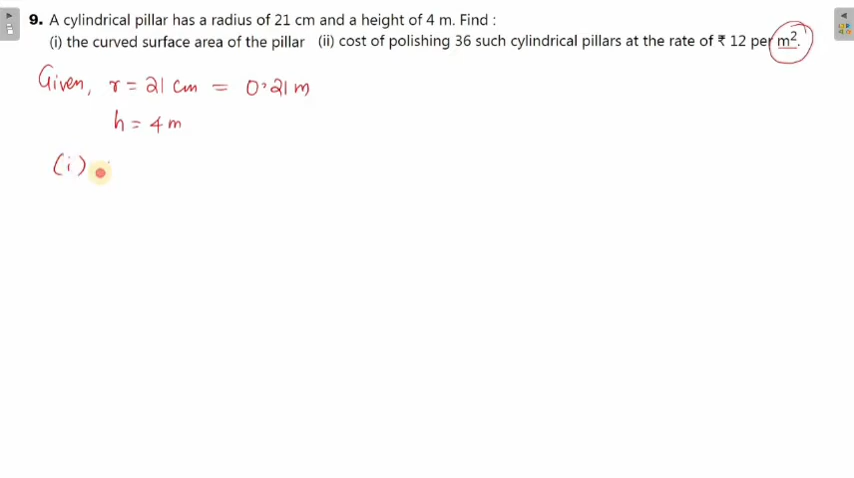 9. A cylindrical pillar has a radius of 21 cm and a height of 4 m. Find :
(i) the curved surface area of the pillar (ii) cost of polishing 36 such cylindrical pillars at the rate of ₹ 12 per m².
Given, r = 21 cm = 0.21 m
h = 4 m
(i)